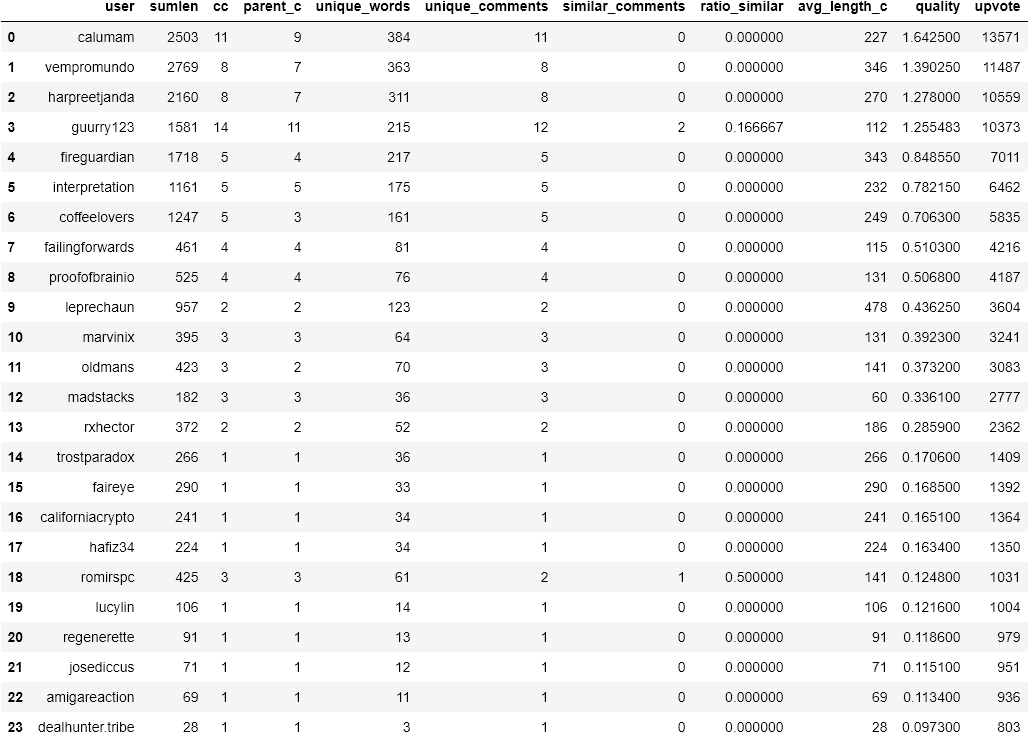 user sumlen cc parent_c unique_words unique_comments similar_comments ratio_similar avg_length_c quality upvote
0 calumam 2503 11 9 384 11 0 0.000000 227 1.642500 13571
1 vempromundo 2769 8 7 363 8 0 0.000000 346 1.390250 11487
2 harpreetjanda 2160 8 7 311 8 0 0.000000 270 1.278000 10559
3 guurry123 1581 14 11 215 12 2 0.166667 112 1.255483 10373
4 fireguardian 1718 5 4 217 5 0 0.000000 343 0.848550 7011
5 interpretation 1161 5 5 175 5 0 0.000000 232 0.782150 6462
6 coffeelovers 1247 5 3 161 5 0 0.000000 249 0.706300 5835
7 failingforwards 461 4 4 81 4 0 0.000000 115 0.510300 4216
8 proofofbrainio 525 4 4 76 4 0 0.000000 131 0.506800 4187
9 leprechaun 957 2 2 123 2 0 0.000000 478 0.436250 3604
10 marvinix 395 3 3 64 3 0 0.000000 131 0.392300 3241
11 oldmans 423 3 2 70 3 0 0.000000 141 0.373200 3083
12 madstacks 182 3 3 36 3 0 0.000000 60 0.336100 2777
13 rxhector 372 2 2 52 2 0 0.000000 186 0.285900 2362
14 trostparadox 266 1 1 36 1 0 0.000000 266 0.170600 1409
15 faireye 290 1 1 33 1 0 0.000000 290 0.168500 1392
16 californiacrypto 241 1 1 34 1 0 0.000000 241 0.165100 1364
17 hafiz34 224 1 1 34 1 0 0.000000 224 0.163400 1350
18 romirspc 425 3 3 61 2 1 0.500000 141 0.124800 1031
19 lucylin 106 1 1 14 1 0 0.000000 106 0.121600 1004
20 regenerette 91 1 1 13 1 0 0.000000 91 0.118600 979
21 josediccus 71 1 1 12 1 0 0.000000 71 0.115100 951
22 amigareaction 69 1 1 11 1 0 0.000000 69 0.113400 936
23 dealhunter.tribe 28 1 1 3 1 0 0.000000 28 0.097300 803